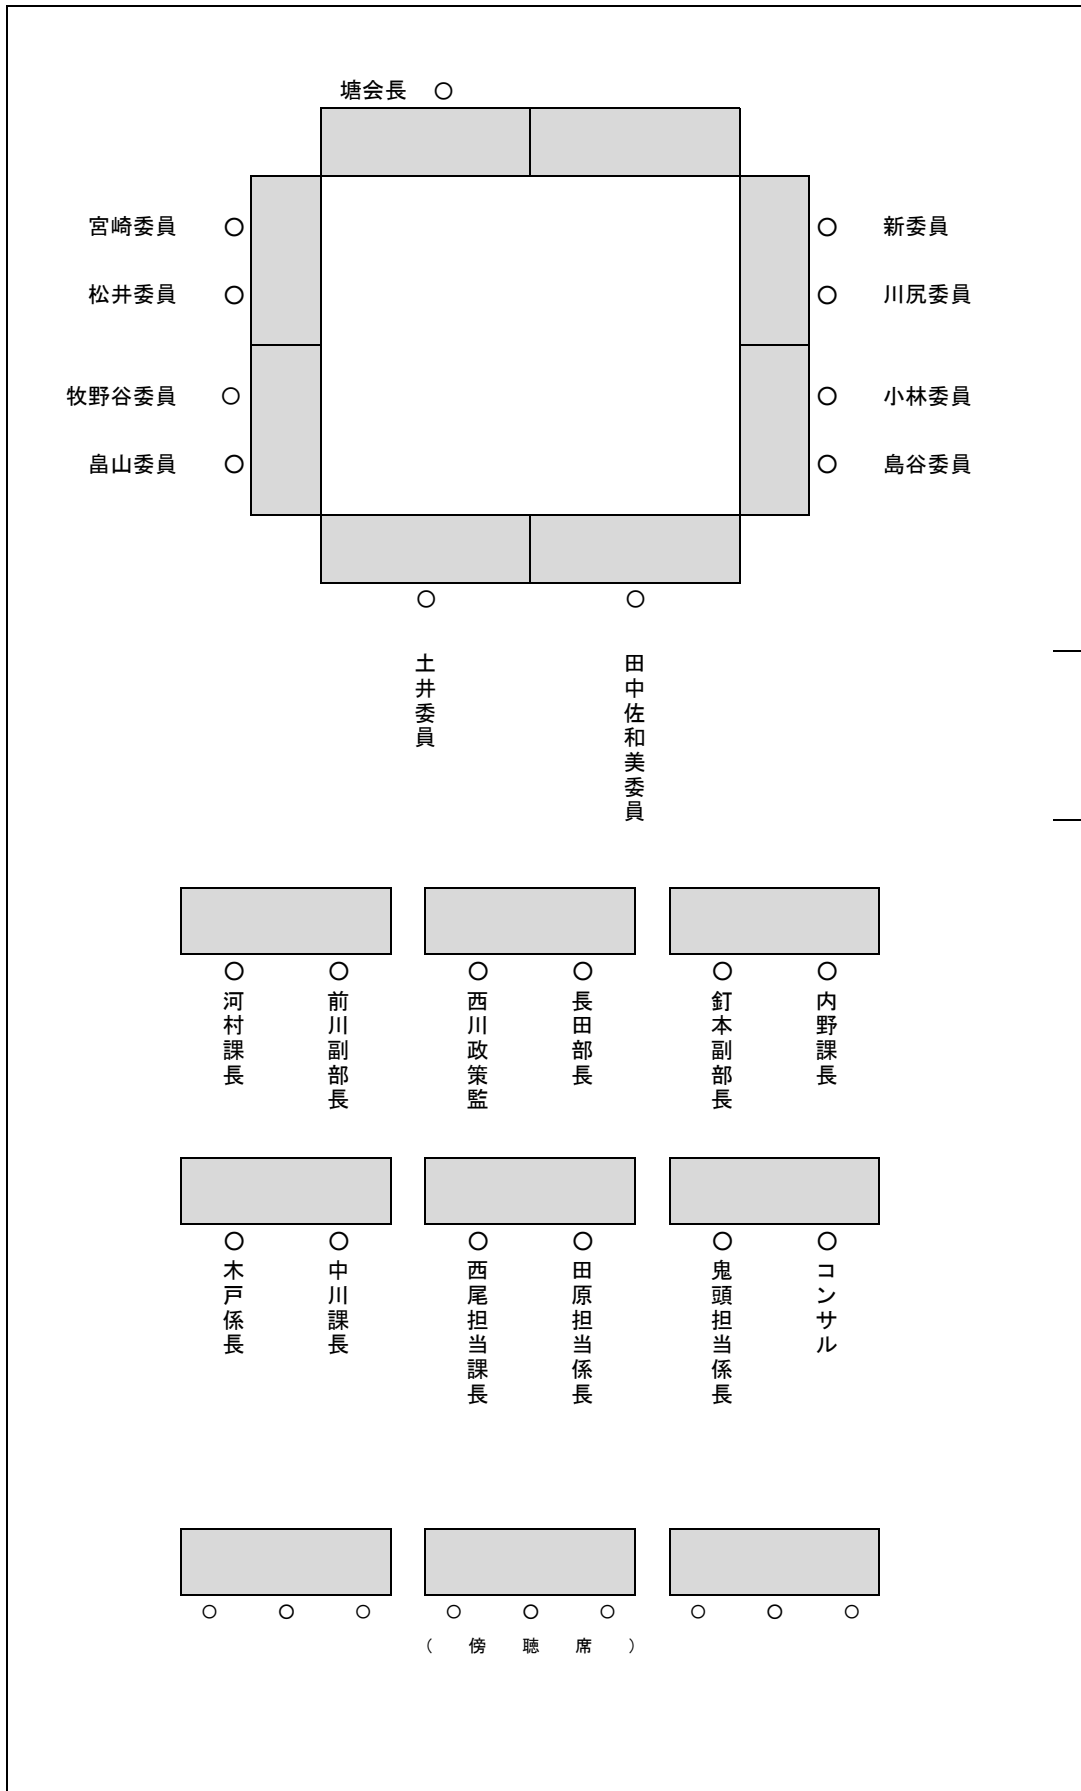 塘会長 ○
宮崎委員 ○
○ 新委員
松井委員 ○
○ 川尻委員
牧野谷委員 ○
○ 小林委員
畠山委員 ○
○ 島谷委員
○ ○
土井委員
田中佐和美委員
○ ○ ○ ○ ○ ○
河村課長
前川副部長
西川政策監
長田部長
釘本副部長
内野課長
○ ○ ○ ○ ○ ○
木戸係長
中川課長
西尾担当課長
田原担当係長
鬼頭担当係長
コンサル
○ ○ ○ ○ ○ ○ ○ ○ ○
（ 傍 聴 席 ）